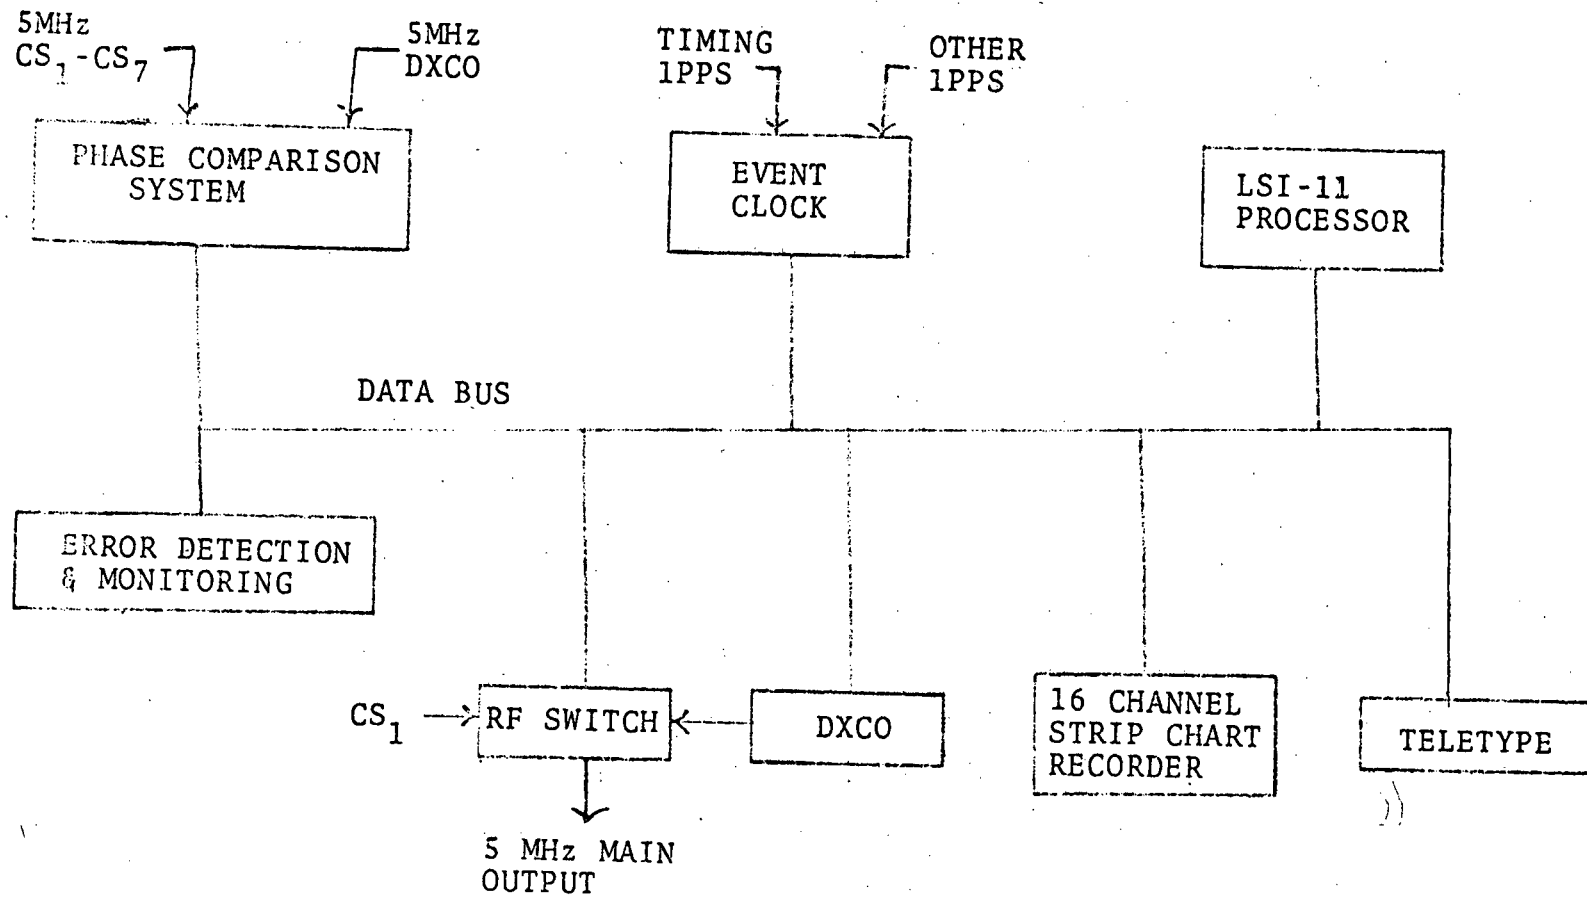 5MHz
CS1-CS7
5MHz
DXCO
TIMING
1PPS
OTHER
1PPS
PHASE COMPARISON
SYSTEM
EVENT
CLOCK
LSI-11
PROCESSOR
DATA BUS
ERROR DETECTION
& MONITORING
CS1
RF SWITCH
DXCO
16 CHANNEL
STRIP CHART
RECORDER
TELETYPE
5 MHz MAIN
OUTPUT